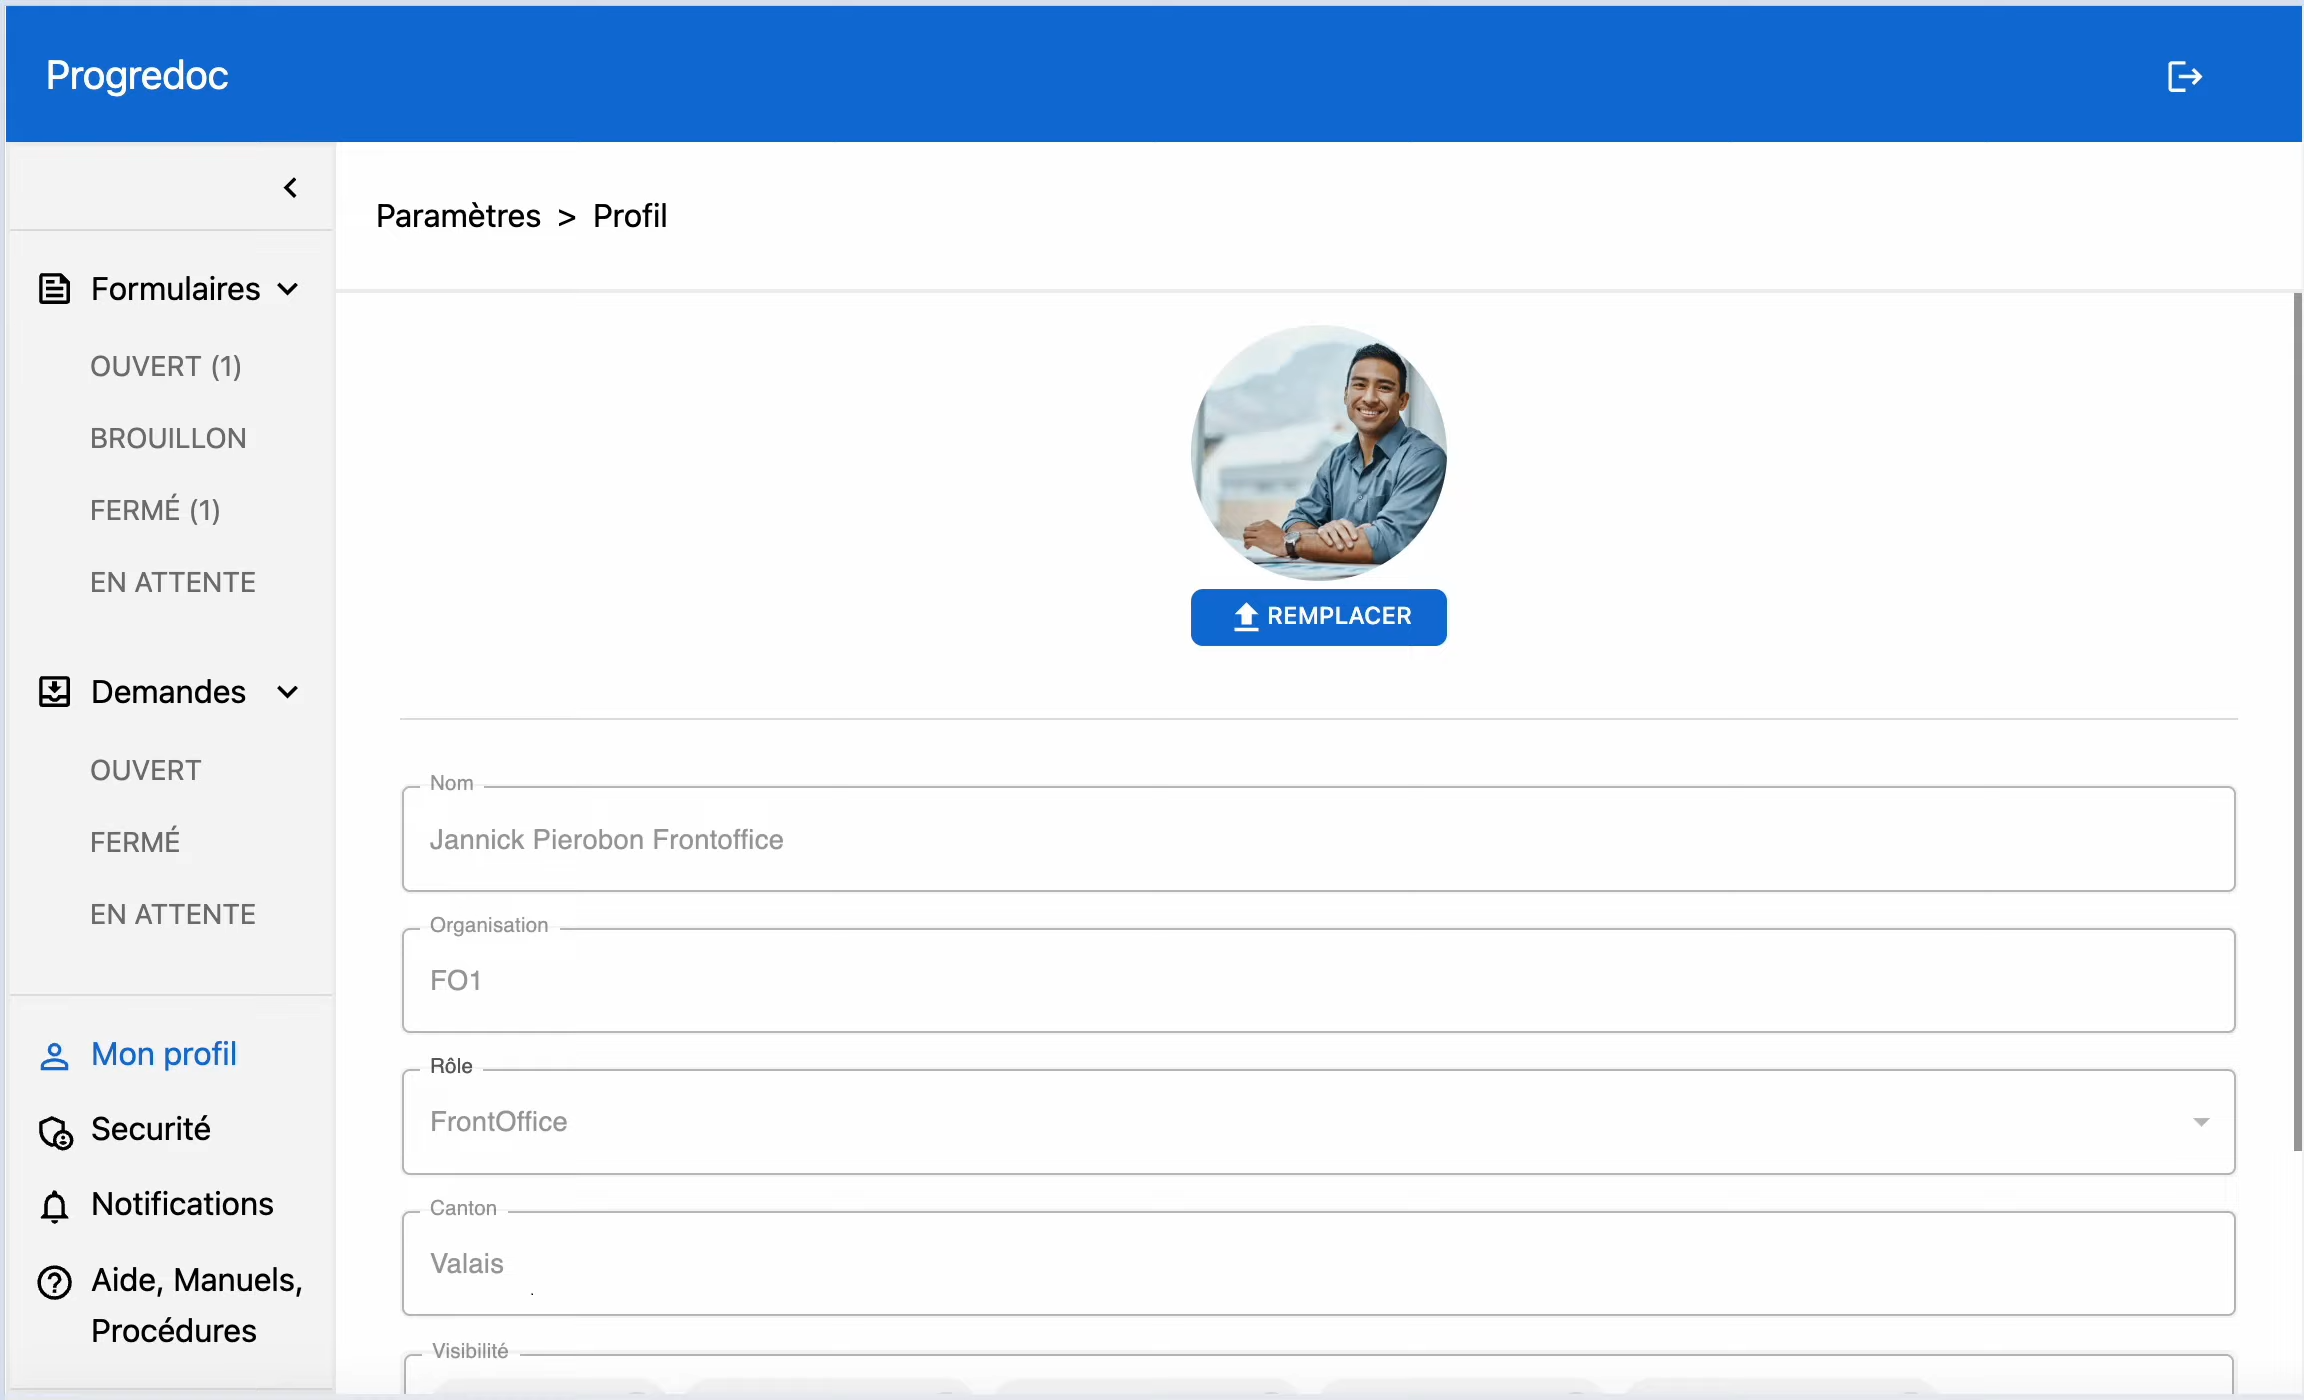 Progredoc
Paramètres > Profil
Formulaires
OUVERT (1)
BROUILLON
FERMÉ (1)
EN ATTENTE
Demandes
OUVERT
FERMÉ
EN ATTENTE
Mon profil
Securité
Notifications
Aide, Manuels,
Procédures
REMPLACER
Nom
Jannick Pierobon Frontoffice
Organisation
FO1
Rôle
FrontOffice
Canton
Valais
Visibilité